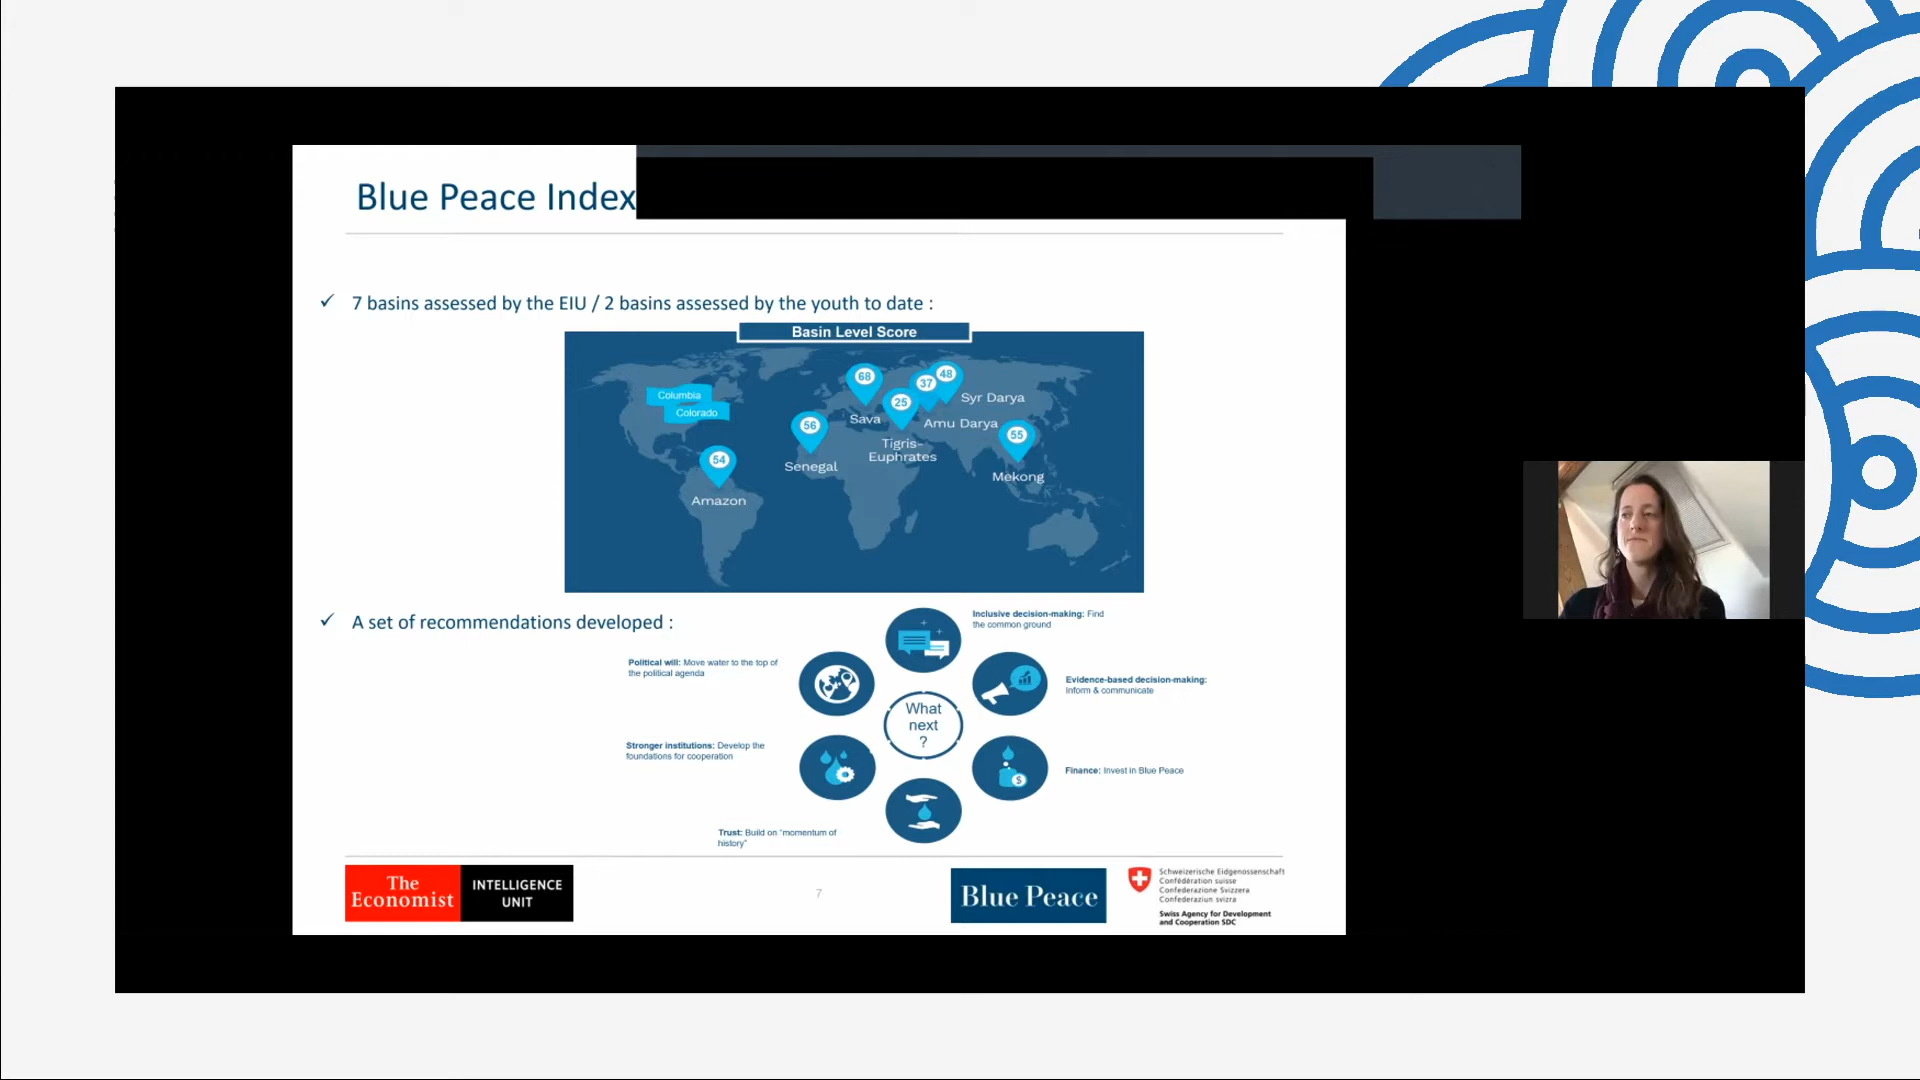 Blue Peace Index
✓ 7 basins assessed by the EIU / 2 basins assessed by the youth to date :
Basin Level Score
Columbia
Colorado
54
Amazon
56
Senegal
68
Sava
25
Tigris-
Euphrates
37
Amu Darya
48
Syr Darya
55
Mekong
✓ A set of recommendations developed :
Inclusive decision-making: Find
the common ground
Political will: Move water to the top of
the political agenda
Evidence-based decision-making:
Inform & communicate
What
next
?
Stronger institutions: Develop the
foundations for cooperation
$
Finance: Invest in Blue Peace
Trust: Build on "momentum of
history"
The
Economist
INTELLIGENCE
UNIT
7
Blue Peace
Schweizerische Eidgenossenschaft
Confédération suisse
Confederazione Svizzera
Confederaziun svizra
Swiss Agency for Development
and Cooperation SDC